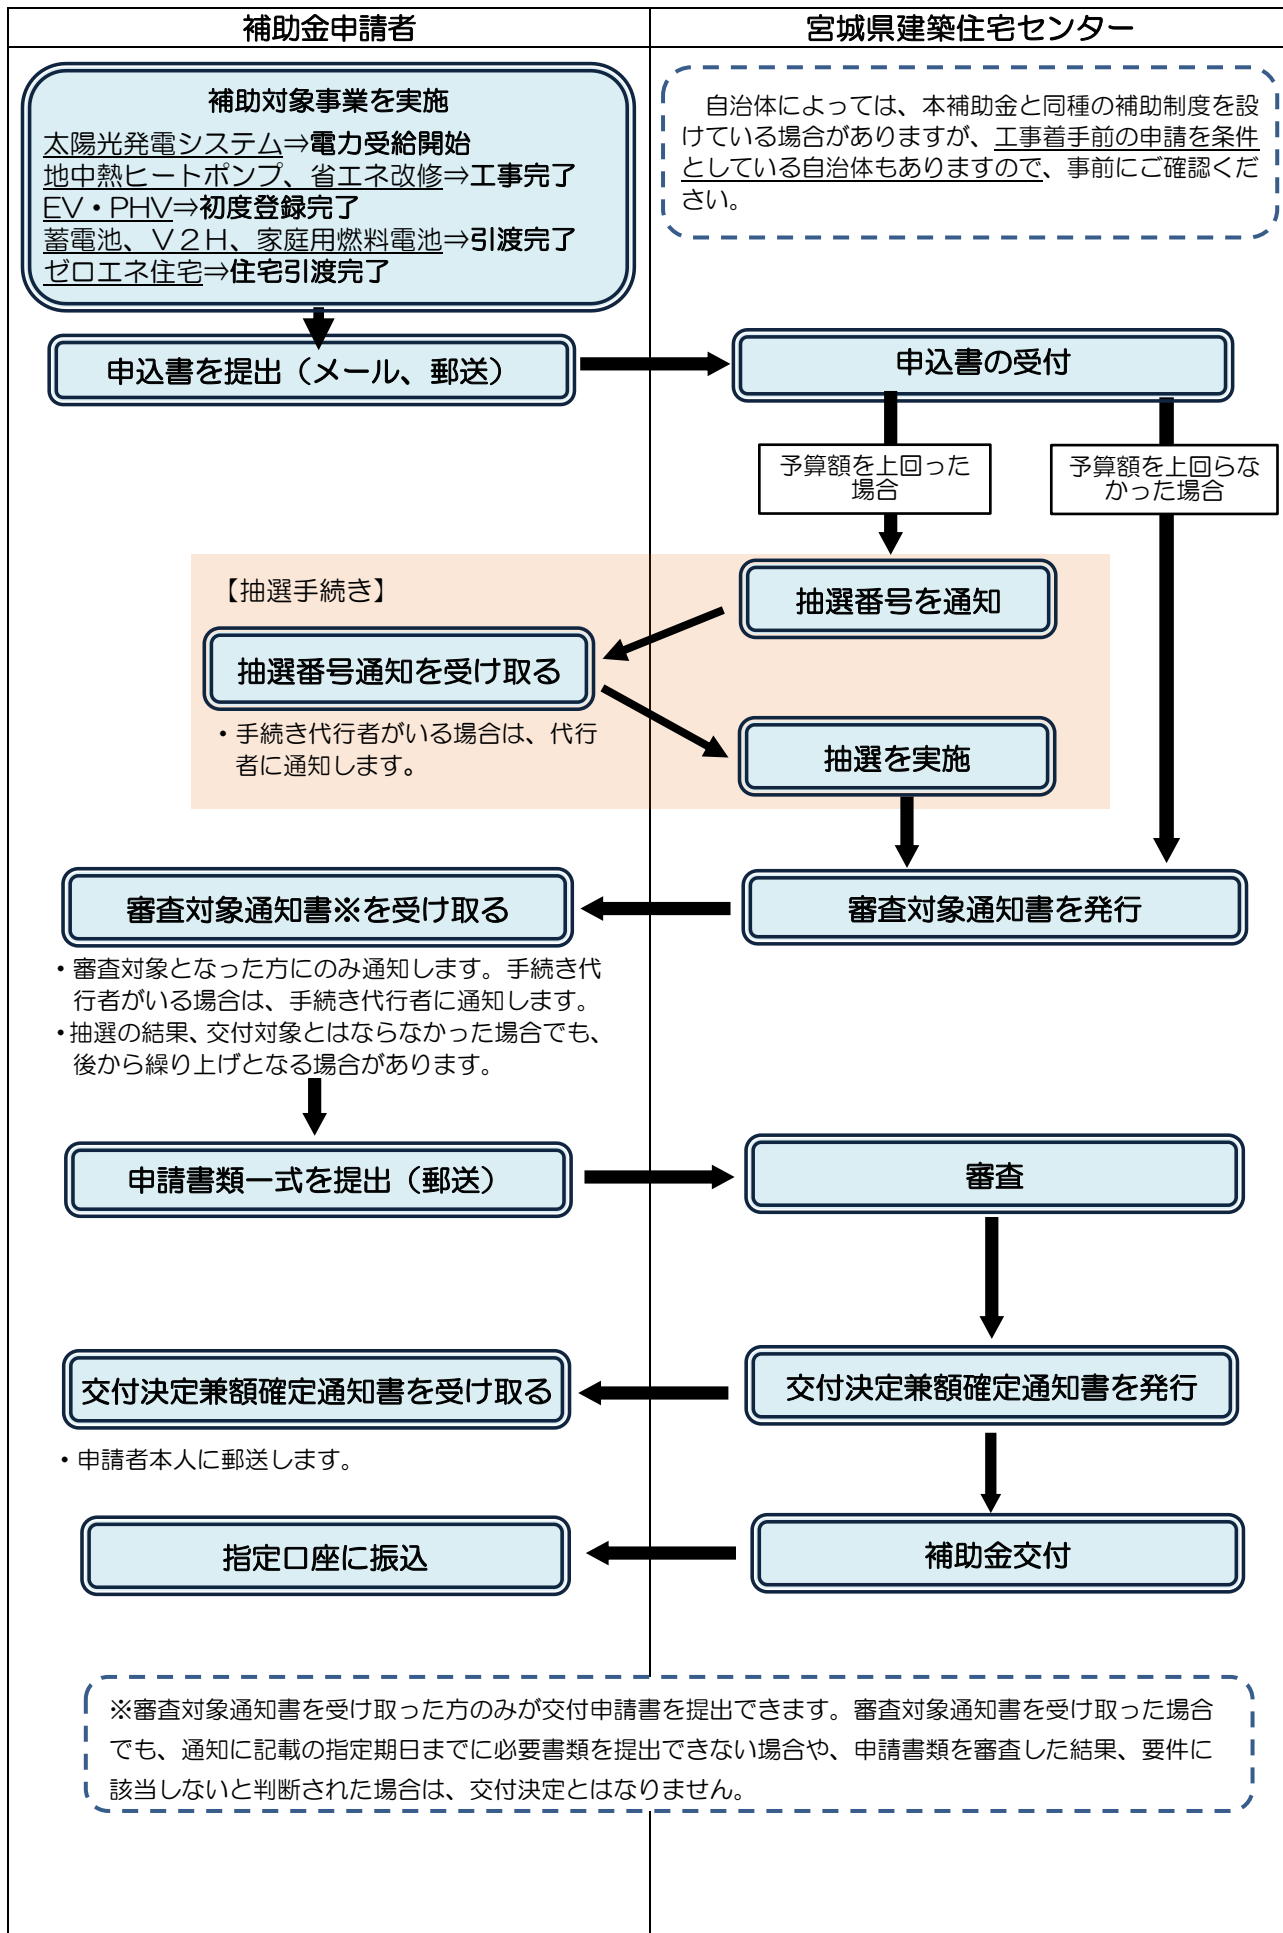 補助金申請者
宮城県建築住宅センター
補助対象事業を実施
太陽光発電システム⇒電力受給開始
地中熱ヒートポンプ、省エネ改修⇒工事完了
EV・PHV⇒初度登録完了
蓄電池、V２H、家庭用燃料電池⇒引渡完了
ゼロエネ住宅⇒住宅引渡完了
自治体によっては、本補助金と同種の補助制度を設
けている場合がありますが、工事着手前の申請を条件
としている自治体もありますので、事前にご確認くだ
さい。
申込書を提出（メール、郵送）
申込書の受付
予算額を上回った
場合
予算額を上回らな
かった場合
【抽選手続き】
抽選番号を通知
抽選番号通知を受け取る
・手続き代行者がいる場合は、代行
者に通知します。
抽選を実施
審査対象通知書※を受け取る
審査対象通知書を発行
・審査対象となった方にのみ通知します。手続き代
行者がいる場合は、手続き代行者に通知します。
・抽選の結果、交付対象とはならなかった場合でも、
後から繰り上げとなる場合があります。
申請書類一式を提出（郵送）
審査
交付決定兼額確定通知書を受け取る
交付決定兼額確定通知書を発行
・申請者本人に郵送します。
指定口座に振込
補助金交付
※審査対象通知書を受け取った方のみが交付申請書を提出できます。審査対象通知書を受け取った場合
でも、通知に記載の指定期日までに必要書類を提出できない場合や、申請書類を審査した結果、要件に
該当しないと判断された場合は、交付決定とはなりません。